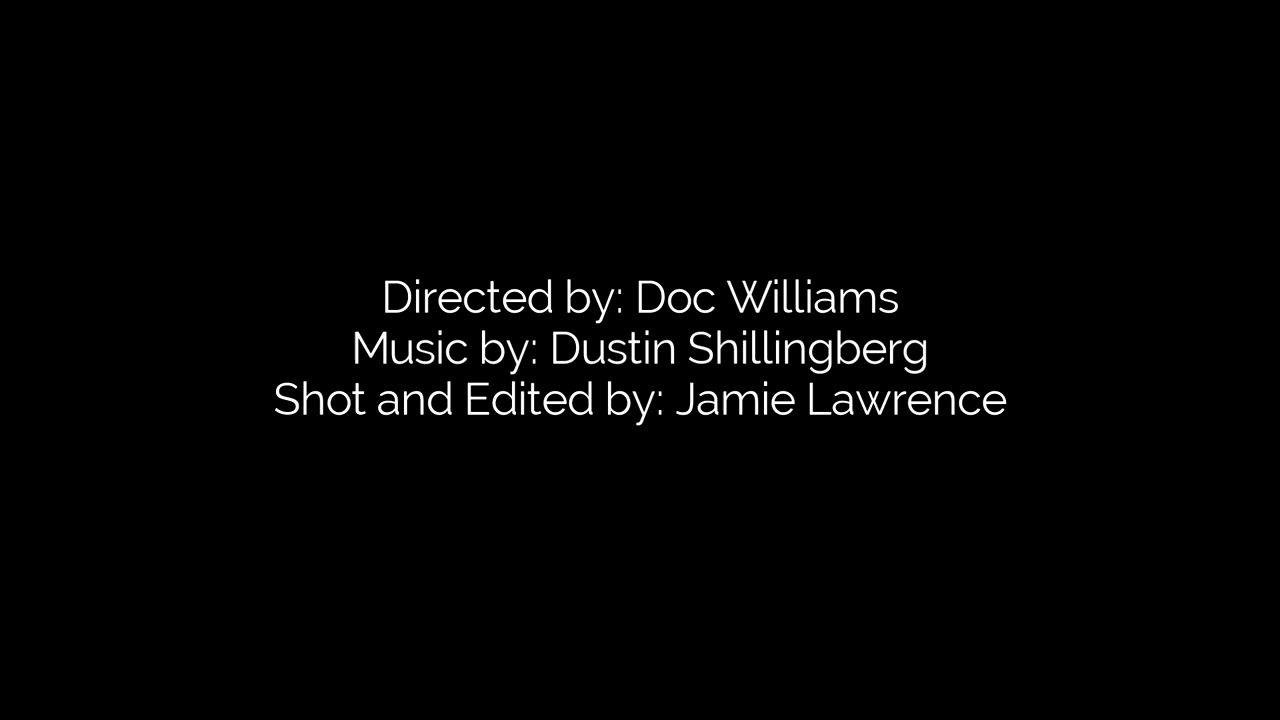 Directed by: Doc Williams
Music by: Dustin Shillingberg
Shot and Edited by: Jamie Lawrence